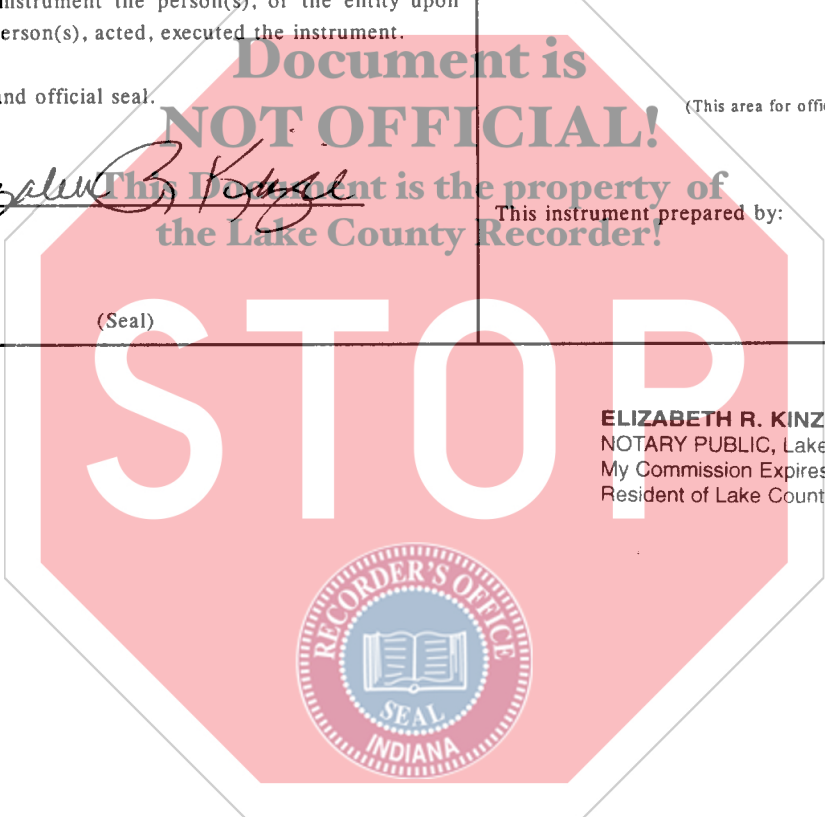 instrument the person(s), or the entity upon
erson(s), acted, executed the instrument.
and official seal.
Document is
NOT OFFICIAL!
This Document is the property of
the Lake County Recorder!
(This area for offi
This instrument prepared by:
(Seal)
STOP
ELIZABETH R. KINZ
NOTARY PUBLIC, Lake
My Commission Expires
Resident of Lake Count
RECORDER'S OFFICE
SEAL
INDIANA